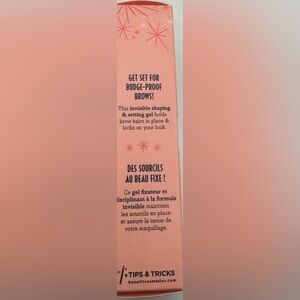 GET SET FOR
BUDGE-PROOF
BROWS!
This invisible shaping
& setting gel holds
brow hairs in place &
locks on your look.
DES SOURCILS
AU BEAU FIXE !
Ce gel fixateur et
disciplinant à la formule
invisible maintient
les sourcils en place
et assure la tenue de
votre maquillage.
TIPS & TRICKS
benefitcosmetics.com